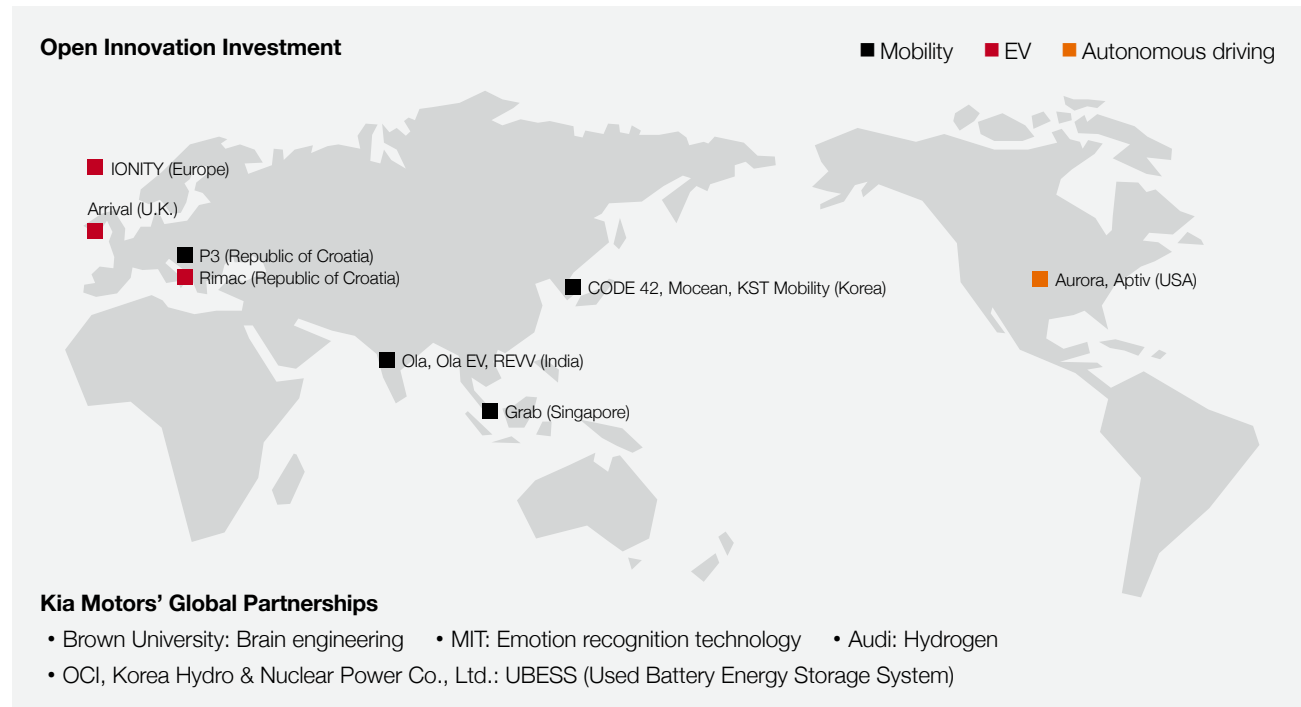 Open Innovation Investment
Mobility EV Autonomous driving
IONITY (Europe)
Arrival (U.K.)
P3 (Republic of Croatia)
Rimac (Republic of Croatia)
CODE 42, Mocean, KST Mobility (Korea)
Aurora, Aptiv (USA)
Ola, Ola EV, REVV (India)
Grab (Singapore)
Kia Motors’ Global Partnerships
• Brown University: Brain engineering • MIT: Emotion recognition technology • Audi: Hydrogen
• OCI, Korea Hydro & Nuclear Power Co., Ltd.: UBESS (Used Battery Energy Storage System)